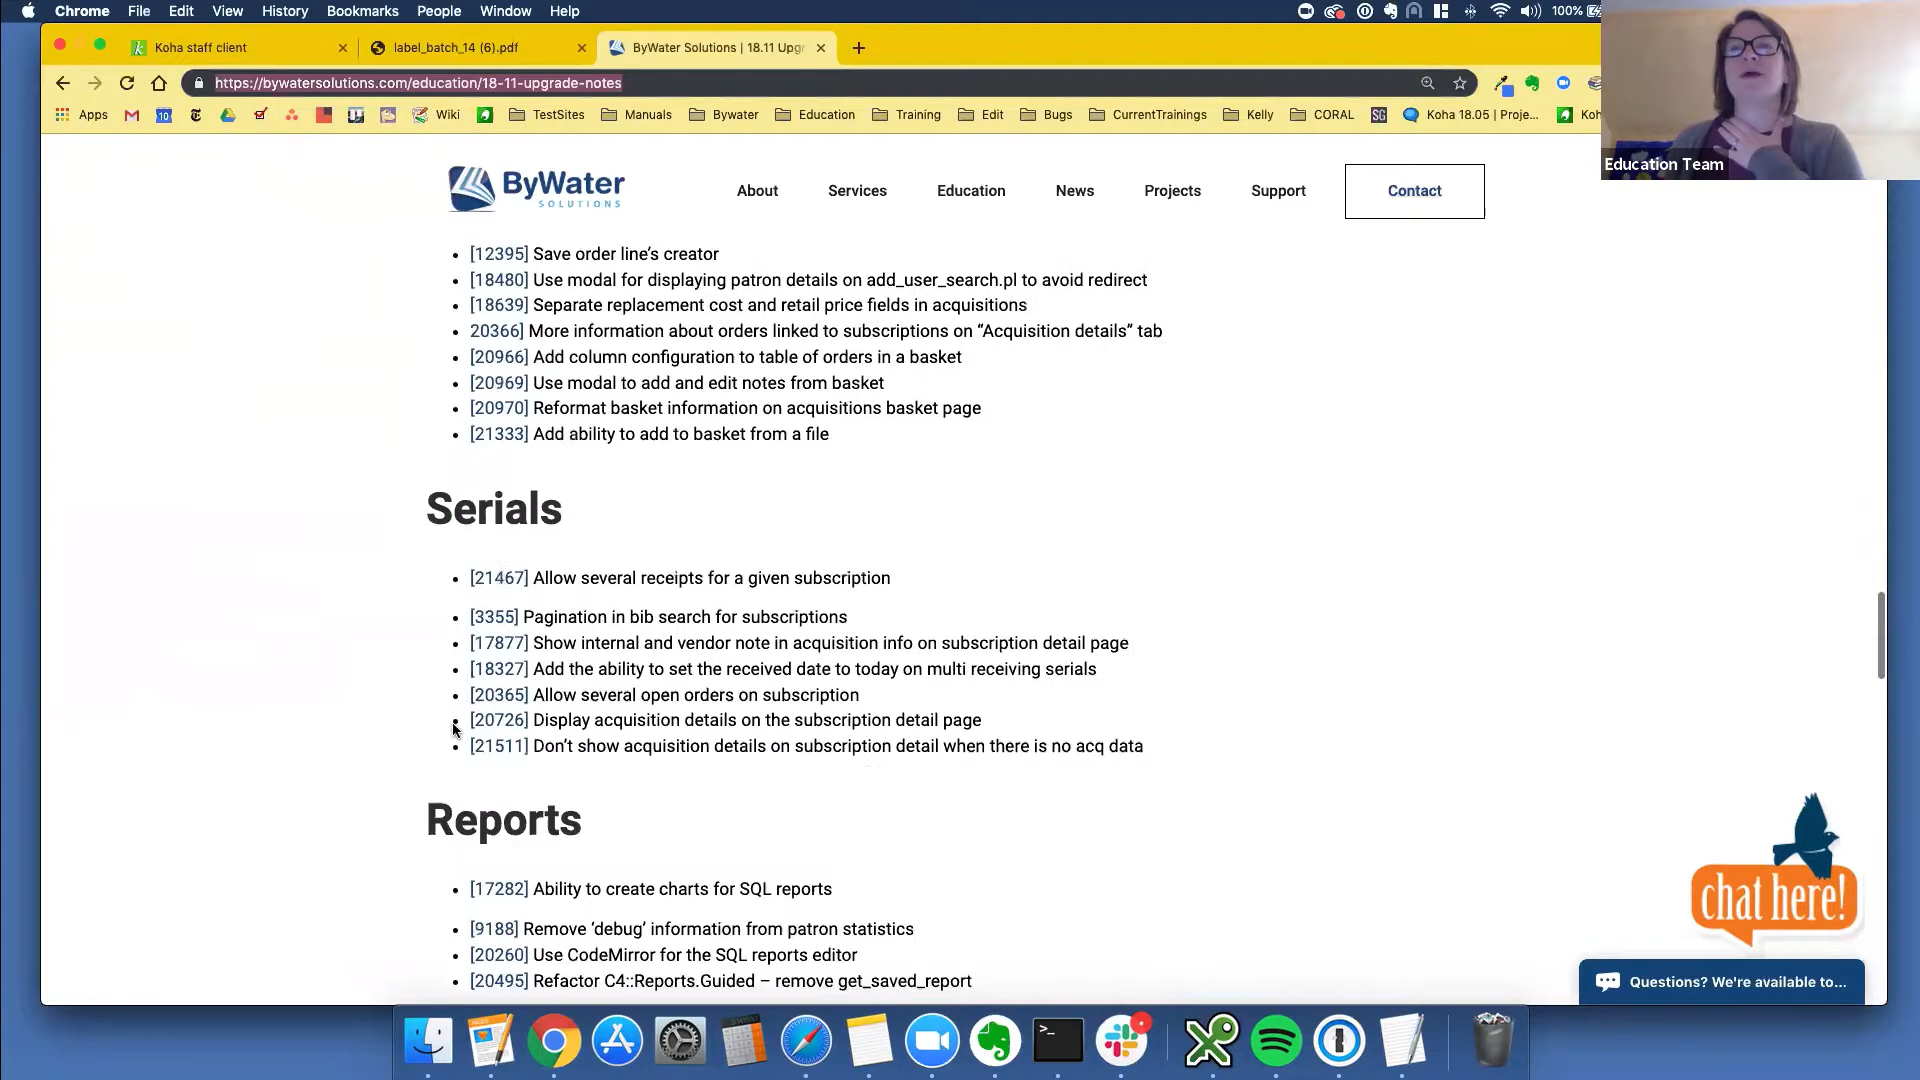 Chrome File Edit View History Bookmarks People Window Help 100%
Koha staff client
label_batch_14 (6).pdf
ByWater Solutions | 18.11 Upg
https://bywatersolutions.com/education/18-11-upgrade-notes
Apps Wiki TestSites Manuals Bywater Education Training Edit Bugs CurrentTrainings Kelly CORAL SG Koha 18.05 | Proje... Koh
Education Team
ByWater
SOLUTIONS
About Services Education News Projects Support Contact
• [12395] Save order line’s creator
• [18480] Use modal for displaying patron details on add_user_search.pl to avoid redirect
• [18639] Separate replacement cost and retail price fields in acquisitions
• 20366] More information about orders linked to subscriptions on “Acquisition details” tab
• [20966] Add column configuration to table of orders in a basket
• [20969] Use modal to add and edit notes from basket
• [20970] Reformat basket information on acquisitions basket page
• [21333] Add ability to add to basket from a file
Serials
• [21467] Allow several receipts for a given subscription
• [3355] Pagination in bib search for subscriptions
• [17877] Show internal and vendor note in acquisition info on subscription detail page
• [18327] Add the ability to set the received date to today on multi receiving serials
• [20365] Allow several open orders on subscription
• [20726] Display acquisition details on the subscription detail page
• [21511] Don’t show acquisition details on subscription detail when there is no acq data
Reports
• [17282] Ability to create charts for SQL reports
• [9188] Remove ‘debug’ information from patron statistics
• [20260] Use CodeMirror for the SQL reports editor
• [20495] Refactor C4::Reports.Guided – remove get_saved_report
chat here!
Questions? We're available to...